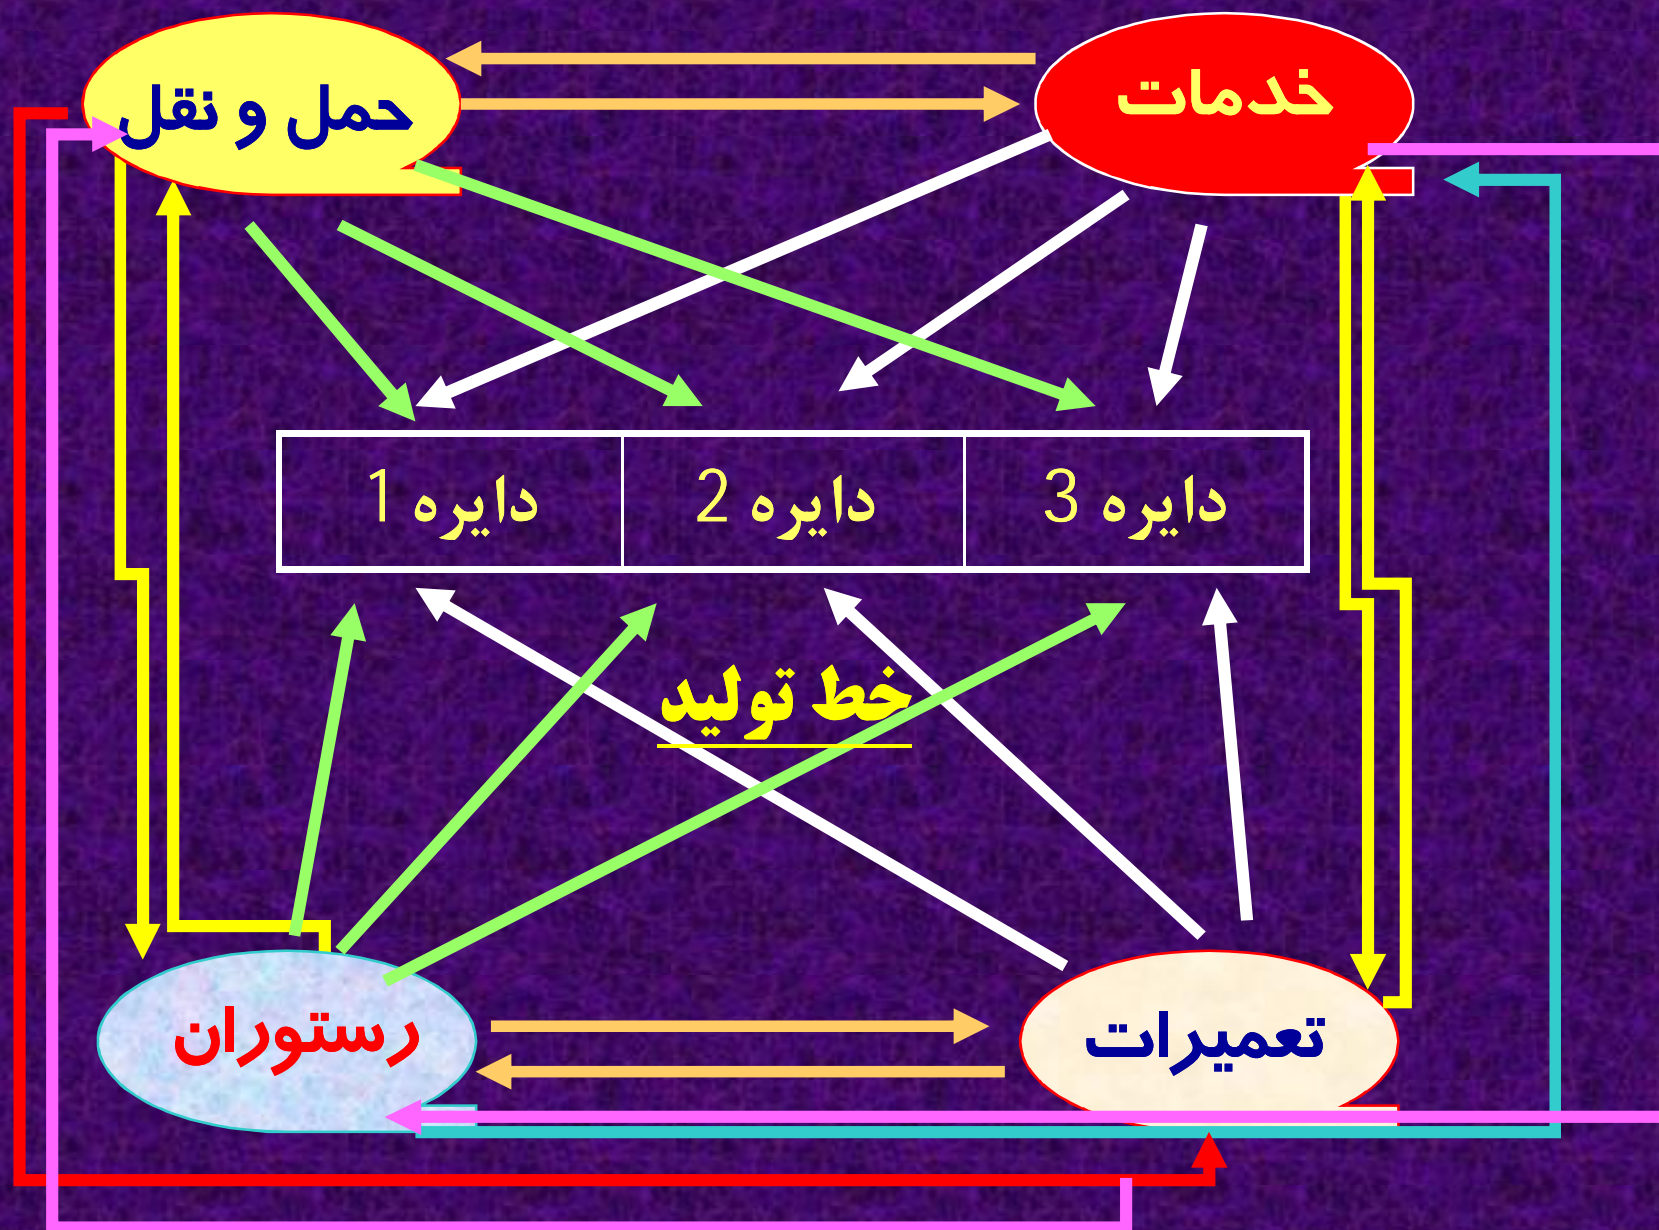 خدمات
حمل و نقل
دایره 1
دایره 2
دایره 3
خط تولید
تعمیرات
رستوران